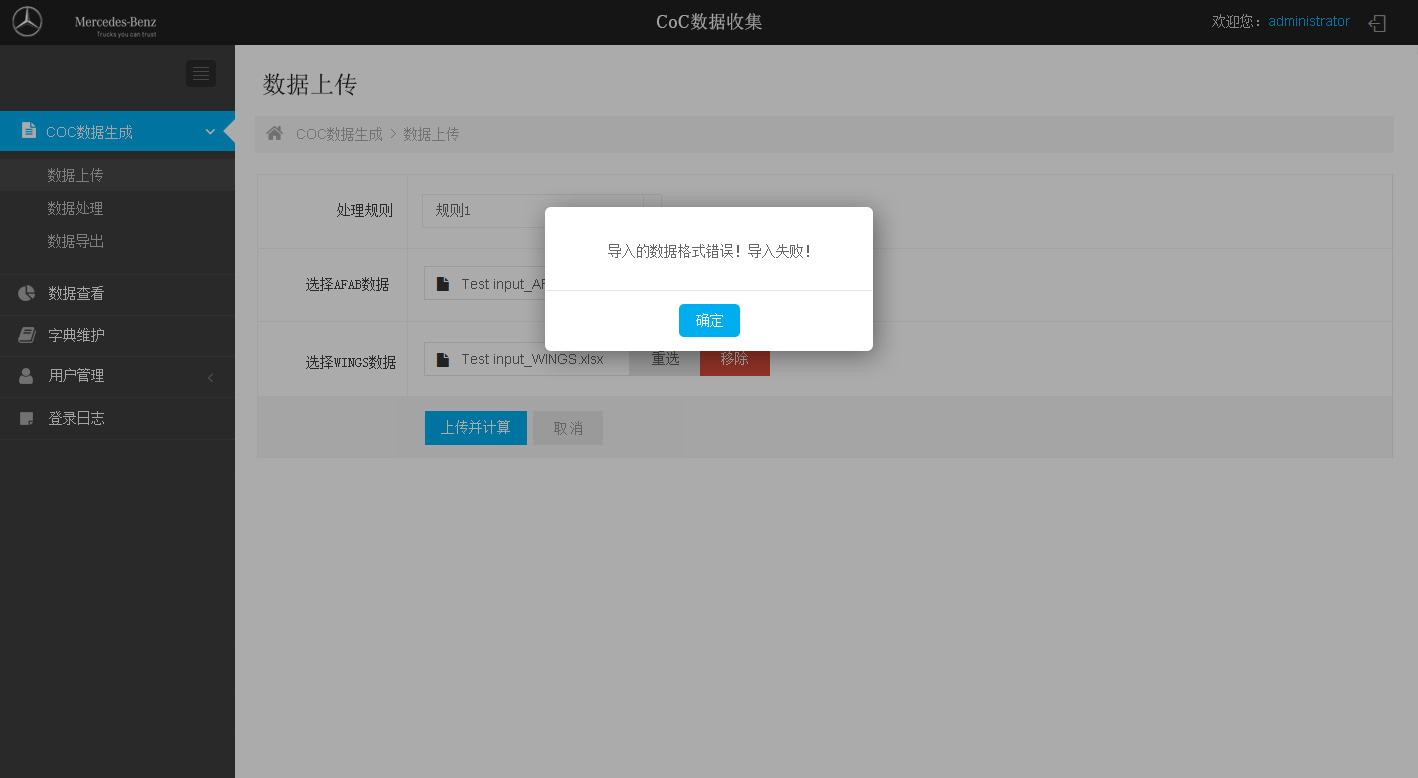 Mercedes-Benz
Trucks you can trust
CoC数据收集
欢迎您：administrator
COC数据生成
数据上传
数据处理
数据导出
数据查看
字典维护
用户管理
登录日志
数据上传
COC数据生成 > 数据上传
处理规则
规则1
选择AFAB数据
Test input_AF
选择WINGS数据
Test input_WINGS.xlsx
重选
移除
上传并计算
取消
导入的数据格式错误！导入失败！
确定